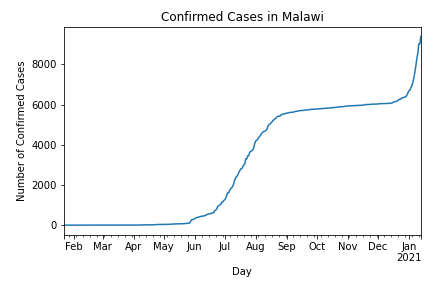 Confirmed Cases in Malawi
Number of Confirmed Cases
8000
6000
4000
2000
0
Feb Mar Apr May Jun Jul Aug Sep Oct Nov Dec Jan
2021
Day